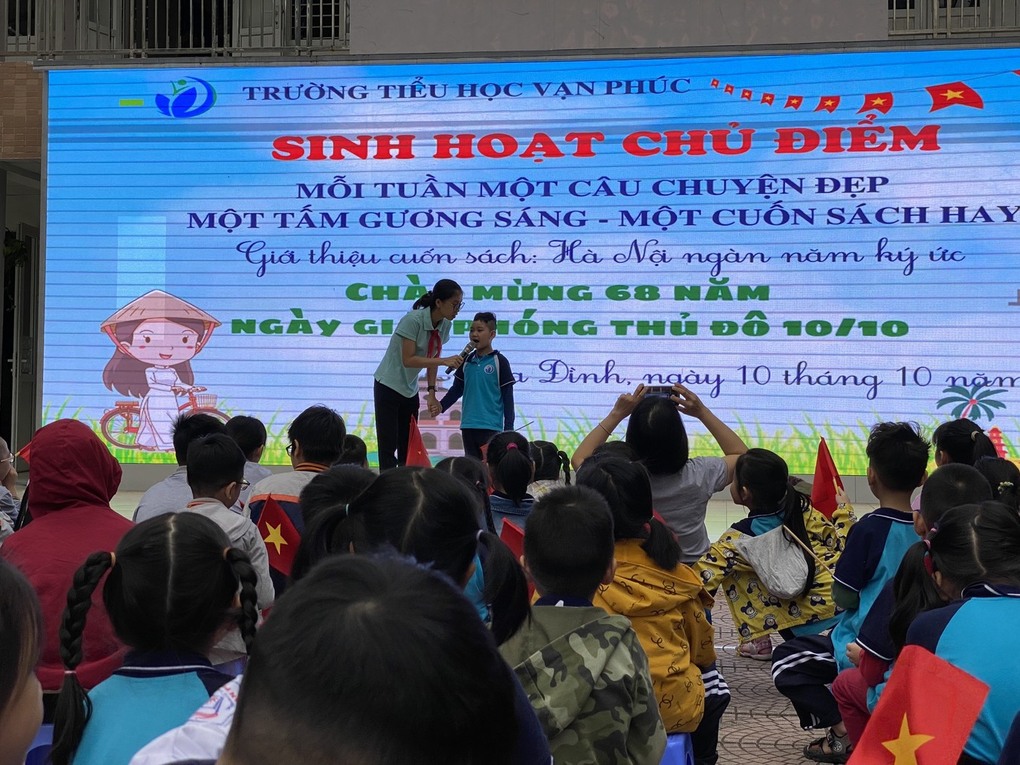 TRƯỜNG TIỂU HỌC VẠN PHÚC
SINH HOẠT CHỦ ĐIỂM
MỖI TUẦN MỘT CÂU CHUYỆN ĐẸP
MỘT TẤM GƯƠNG SÁNG - MỘT CUỐN SÁCH HAY
Giới thiệu cuốn sách: Hà Nội ngàn năm ký ức
CHÀO MỪNG 68 NĂM
NGÀY GIẢI PHÓNG THỦ ĐÔ 10/10
Đình, ngày 10 tháng 10 năm